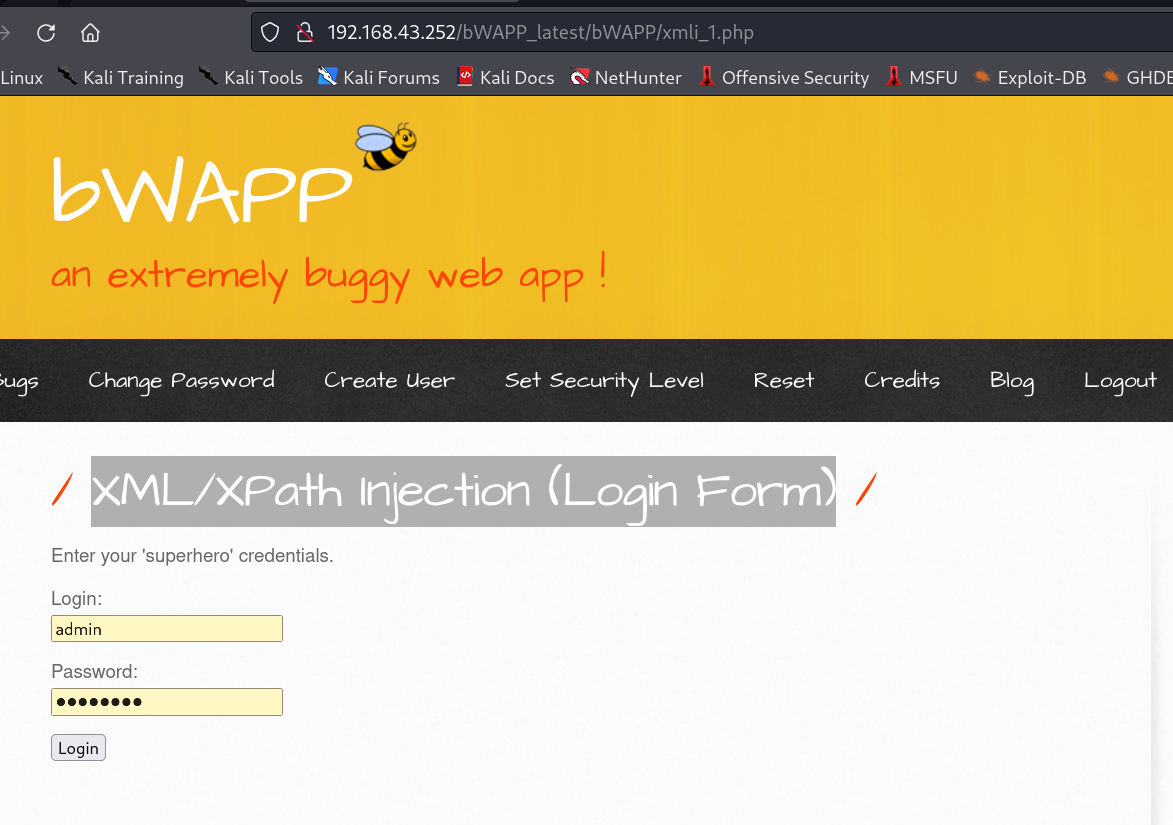 192.168.43.252/bWAPP_latest/bWAPP/xmli_1.php
Linux Kali Training Kali Tools Kali Forums Kali Docs NetHunter Offensive Security MSFU Exploit-DB GHDB
bWAPP
an extremely buggy web app !
Bugs Change Password Create User Set Security Level Reset Credits Blog Logout
/ XML/XPath Injection (Login Form) /
Enter your 'superhero' credentials.
Login:
admin
Password:
••••••••
Login